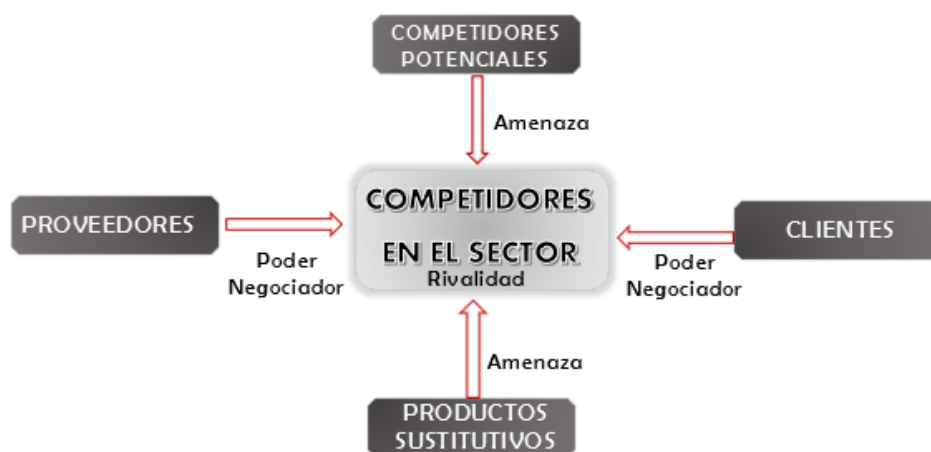 COMPETIDORES
POTENCIALES
Amenaza
COMPETIDORES
EN EL SECTOR
Rivalidad
PROVEEDORES
Poder
Negociador
CLIENTES
Poder
Negociador
Amenaza
PRODUCTOS
SUSTITUTIVOS